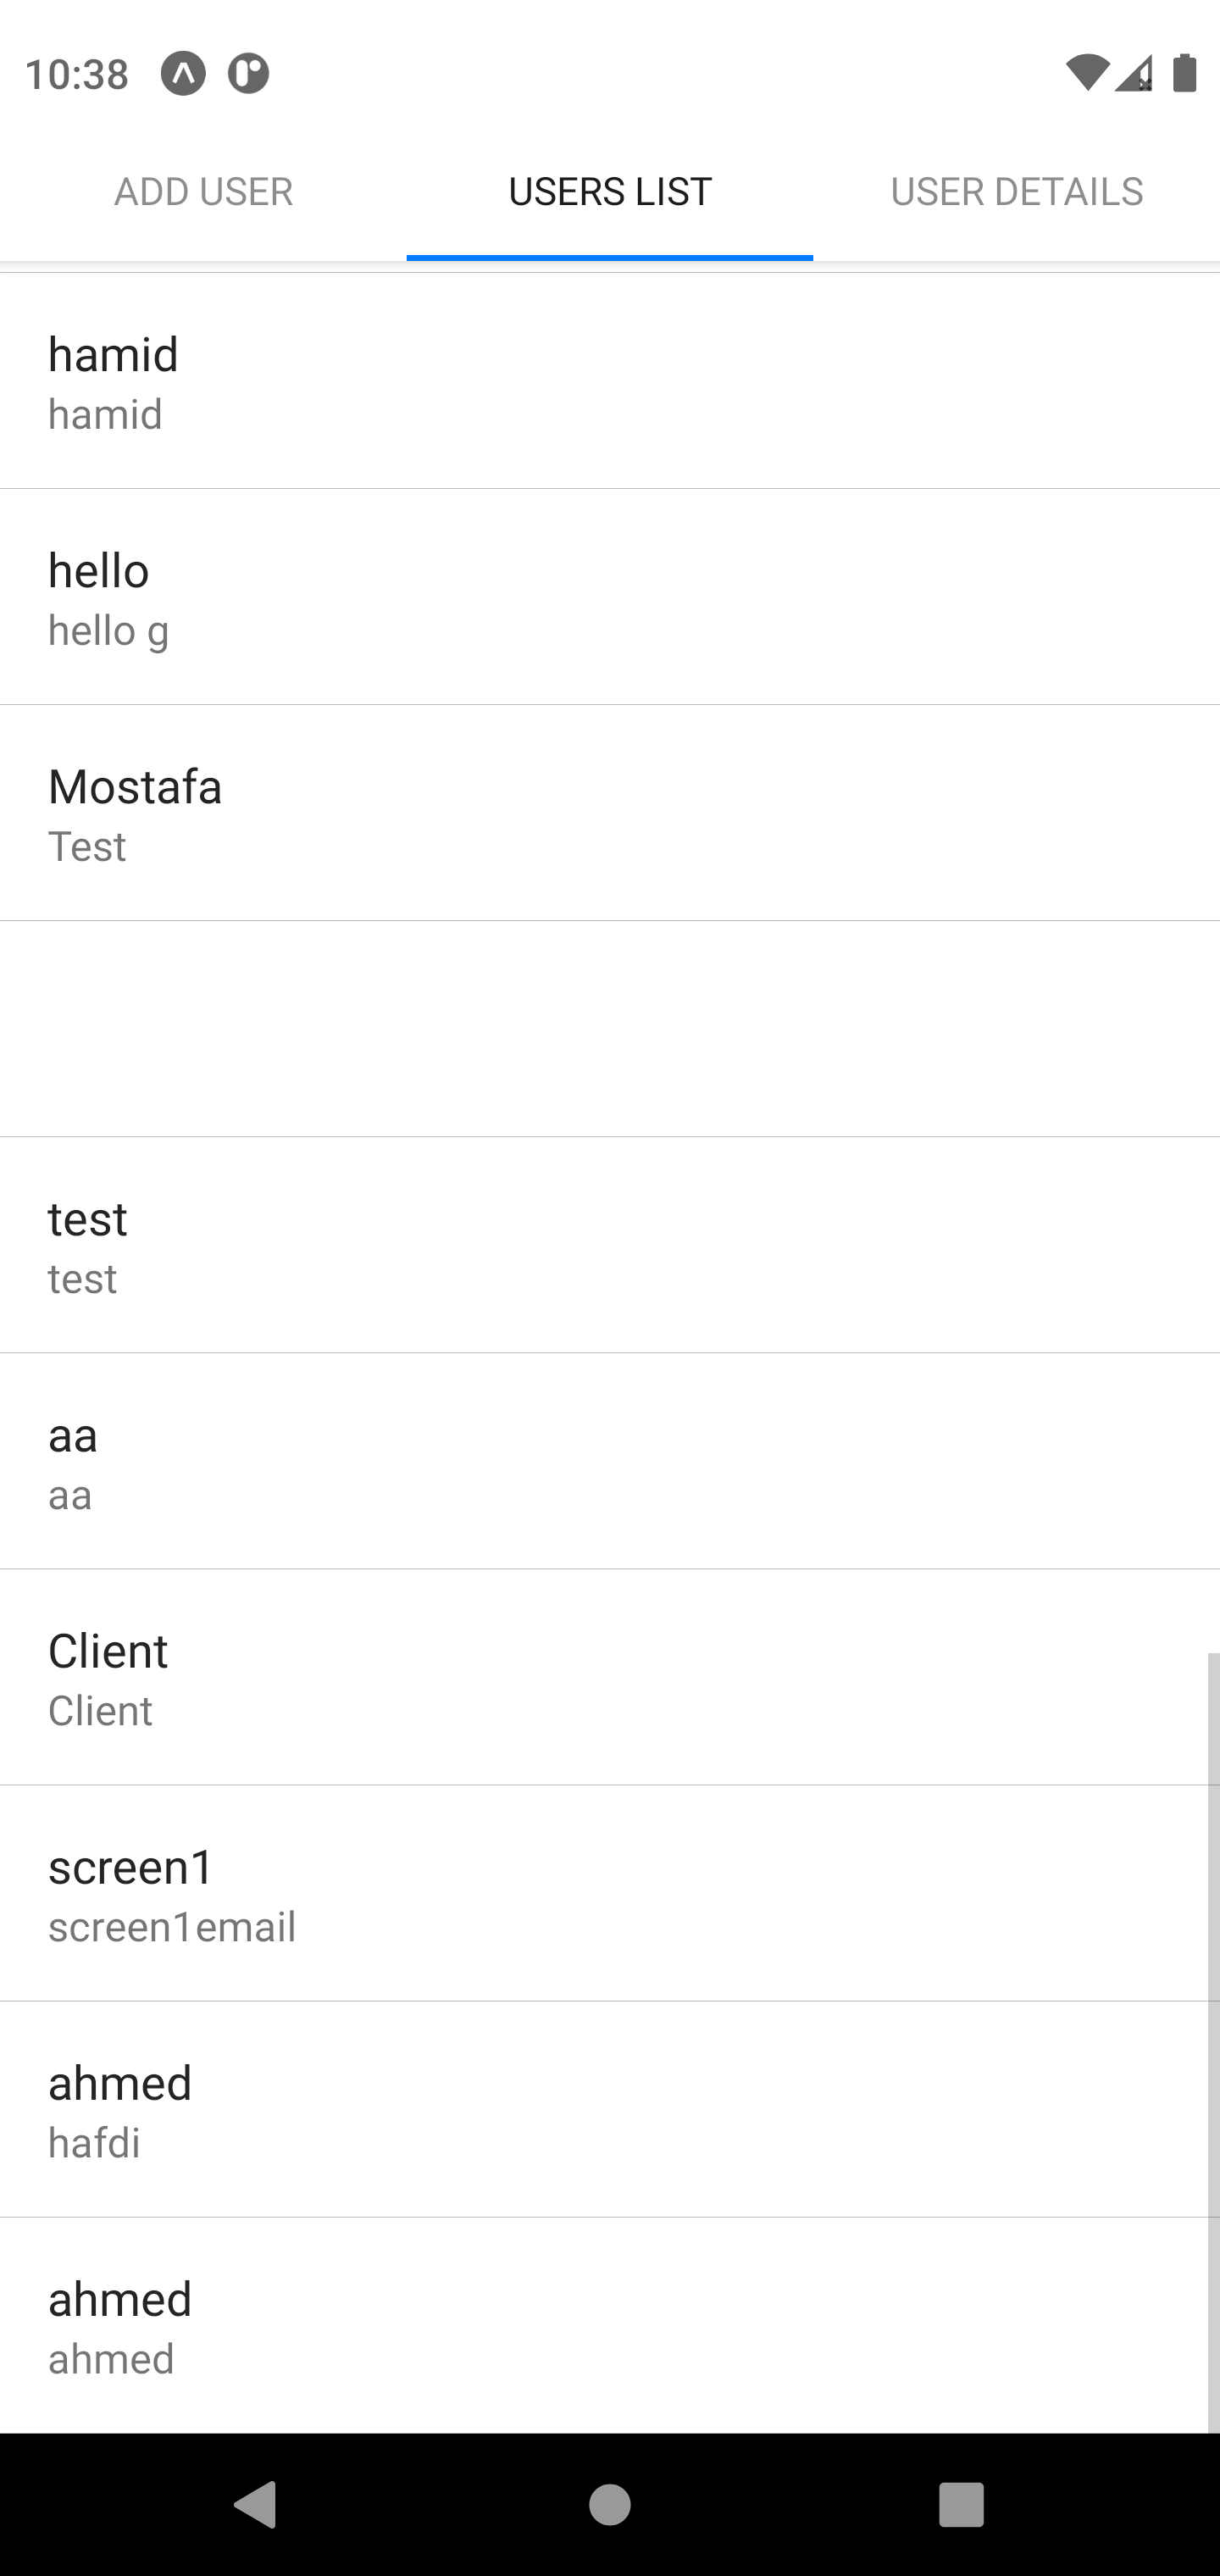 10:38
ADD USER USERS LIST USER DETAILS
hamid
hamid
hello
hello g
Mostafa
Test
test
test
aa
aa
Client
Client
screen1
screen1email
ahmed
hafdi
ahmed
ahmed